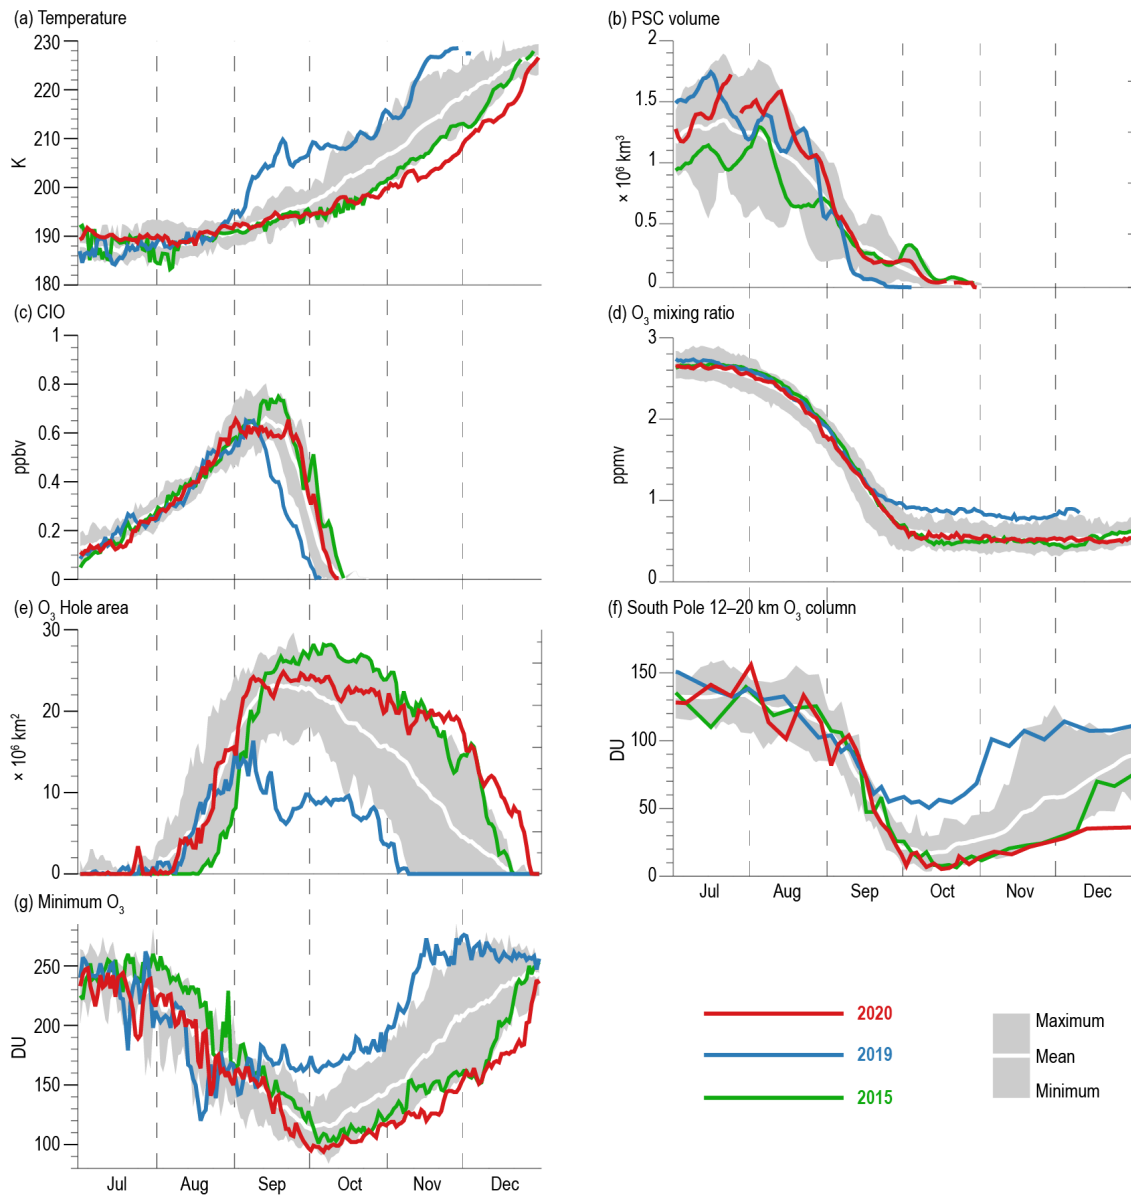 (a) Temperature
230
220
210
200
190
180
K
(b) PSC volume
2
1.5
1
0.5
0
× 10⁶ km³
(c) ClO
1
0.8
0.6
0.4
0.2
0
ppbv
(d) O₃ mixing ratio
3
2
1
0
ppmv
(e) O₃ Hole area
30
20
10
0
× 10⁶ km²
(f) South Pole 12–20 km O₃ column
150
100
50
0
DU
Jul Aug Sep Oct Nov Dec
(g) Minimum O₃
250
200
150
100
DU
Jul Aug Sep Oct Nov Dec
2020
2019
2015
Maximum
Mean
Minimum